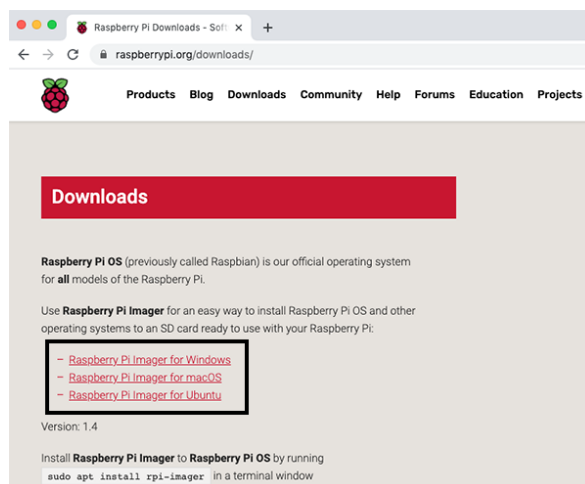 Raspberry Pi Downloads - Soft
raspberrypi.org/downloads/
Products Blog Downloads Community Help Forums Education Projects
Downloads
Raspberry Pi OS (previously called Raspbian) is our official operating system
for all models of the Raspberry Pi.
Use Raspberry Pi Imager for an easy way to install Raspberry Pi OS and other
operating systems to an SD card ready to use with your Raspberry Pi:
– Raspberry Pi Imager for Windows
– Raspberry Pi Imager for macOS
– Raspberry Pi Imager for Ubuntu
Version: 1.4
Install Raspberry Pi Imager to Raspberry Pi OS by running
sudo apt install rpi-imager in a terminal window